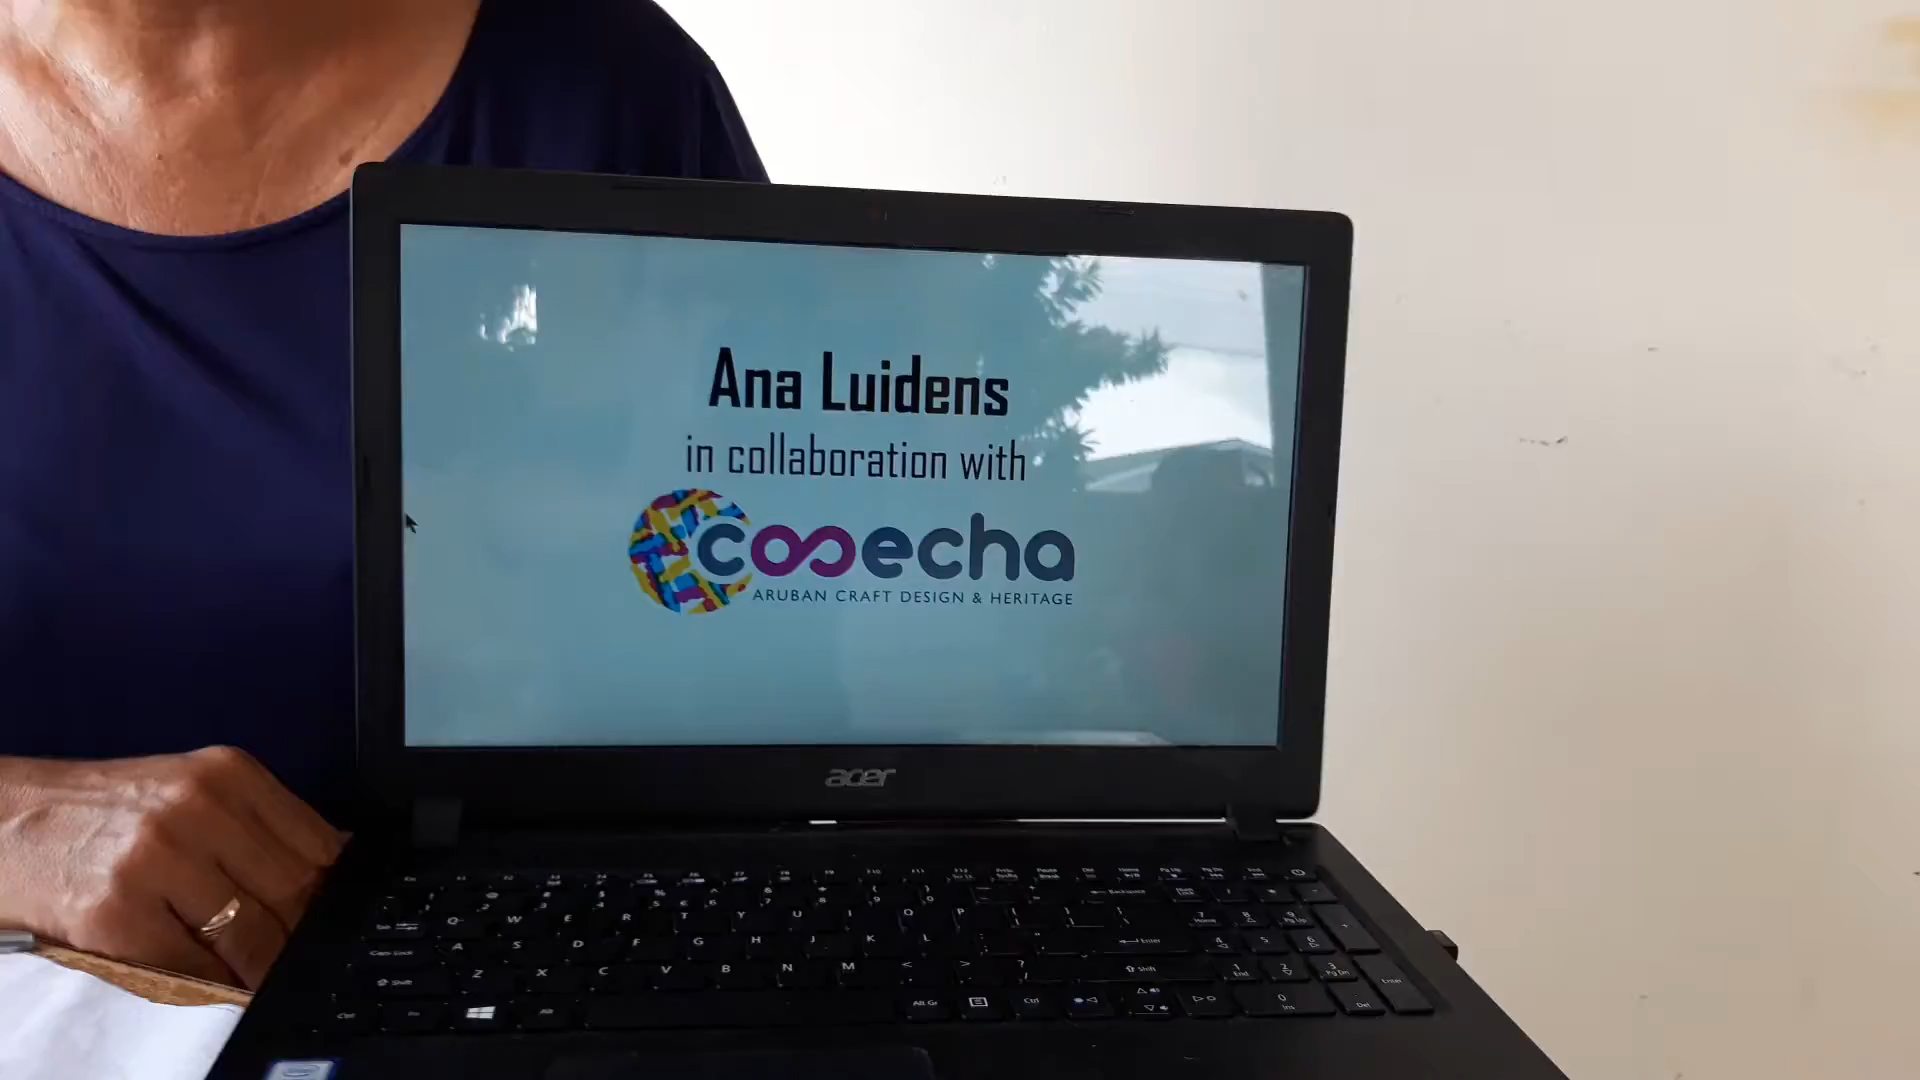 Ana Luidens
in collaboration with
cosecha
ARUBAN CRAFT DESIGN & HERITAGE
acer
Q W E R T Y U I O P
A S D F G H J K L
Z X C V B N M